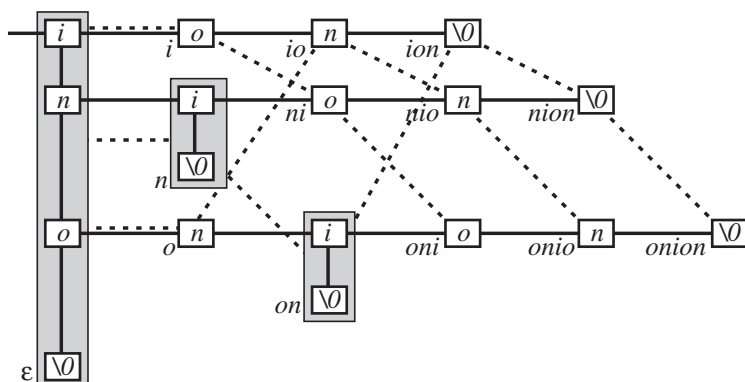 i o n \0
i io ion
n i o n \0
ni nio nion
\0
n
o n i o n \0
o oni onio onion
on \0
ε \0